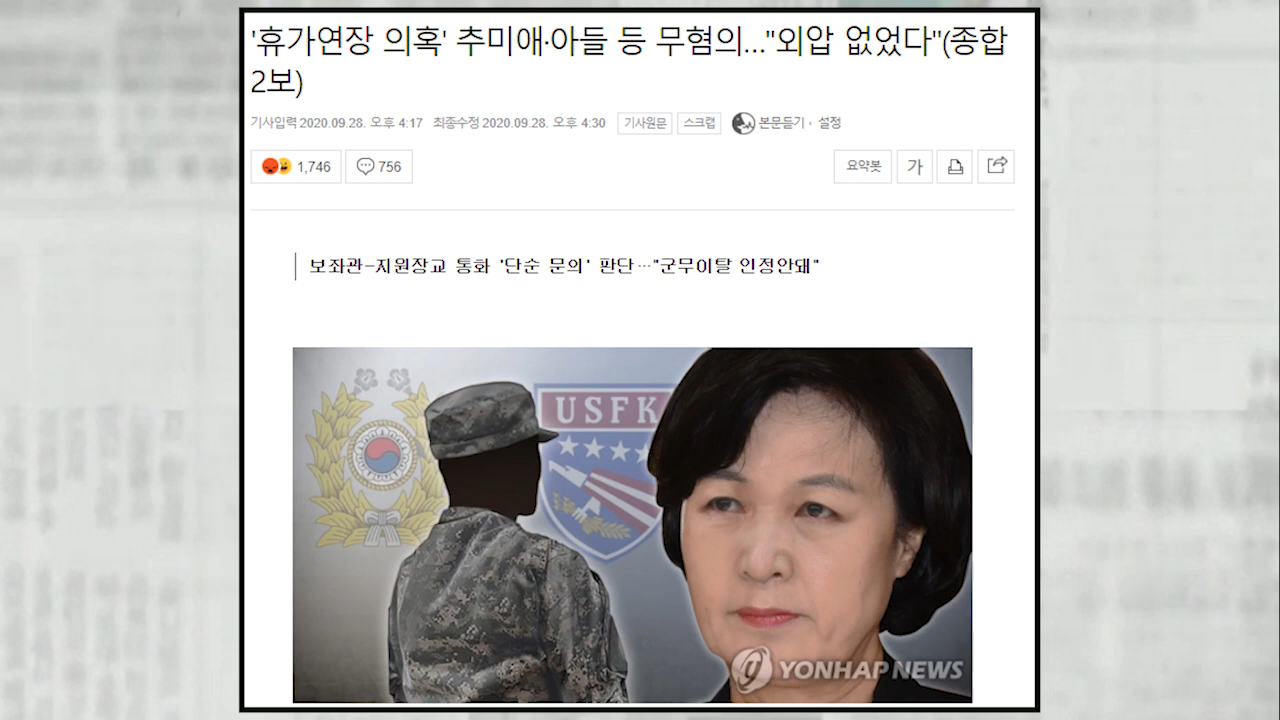 '휴가연장 의혹' 추미애·아들 등 무혐의..."외압 없었다"(종합
2보)
기사입력 2020.09.28. 오후 4:17 최종수정 2020.09.28. 오후 4:30 기사원문 스크랩 본문듣기 · 설정
1,746 756 요약봇 가
보좌관-지원장교 통화 '단순 문의' 판단…"군무이탈 인정안돼"
USFK
YONHAP NEWS